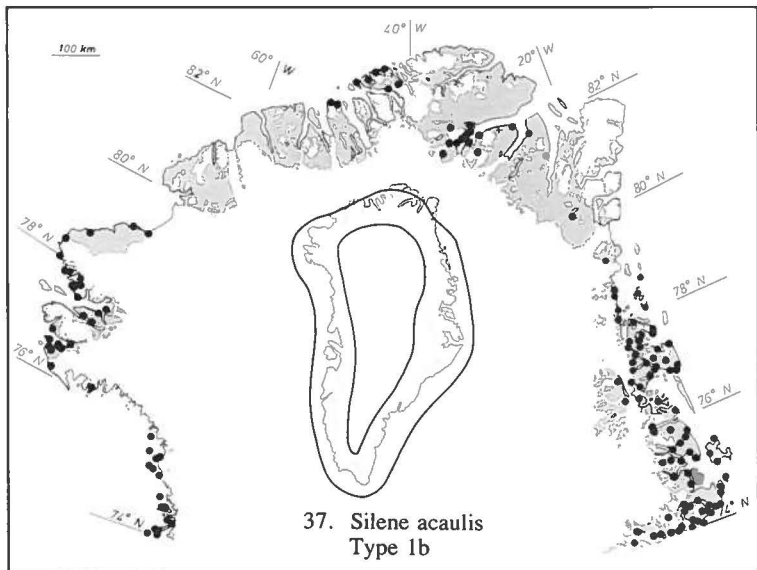 100 km
40° W
60° W
20° W
82° N
82° N
80° N
80° N
78° N
78° N
76° N
76° N
74° N
74° N
37. Silene acaulis
Type 1b